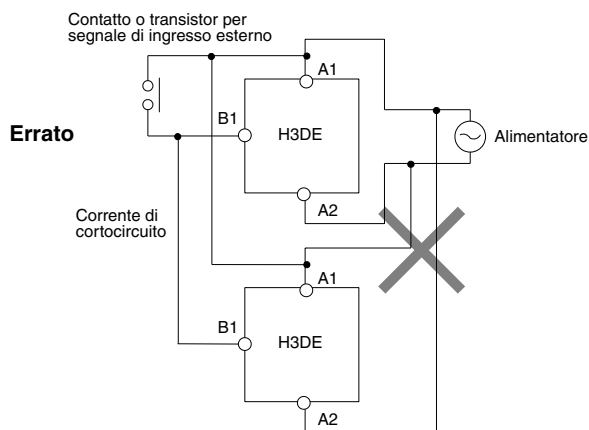 Contatto o transistor per
segnale di ingresso esterno
A1
B1
H3DE
Errato
Alimentatore
A2
Corrente di
cortocircuito
A1
B1
H3DE
A2